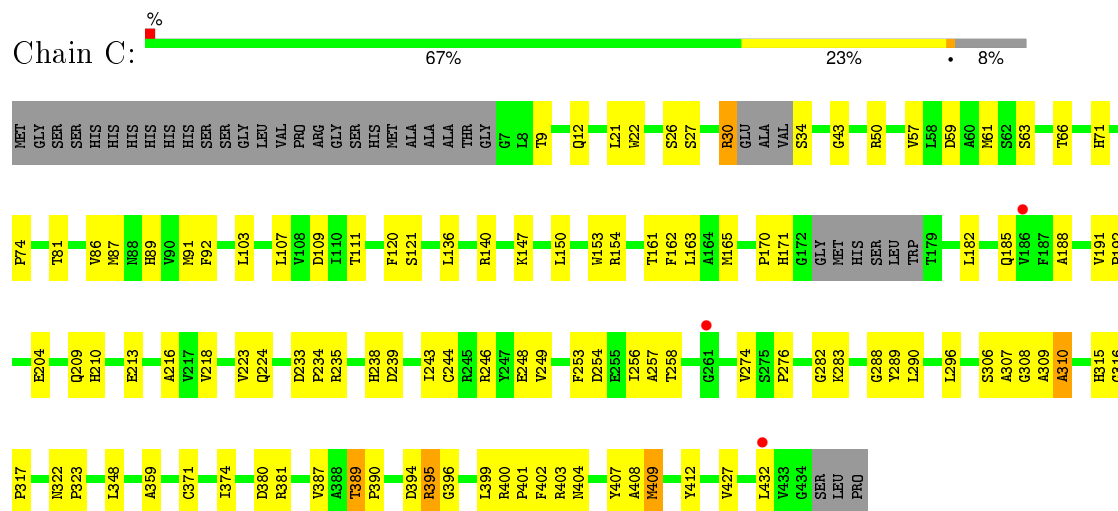 %
Chain C:
67% 23% • 8%
MET GLY SER SER HIS HIS HIS HIS HIS HIS SER SER GLY LEU VAL PRO ARG GLY SER HIS MET ALA ALA ALA THR GLY G7 L8 T9 Q12 L21 W22 S26 S27 R30 GLU ALA VAL S34 G43 R50 V57 L58 D59 A60 M61 S62 S63 T66 H71
P74 T81 V86 M87 N88 H89 V90 M91 F92 L103 L107 V108 D109 I110 T111 F120 S121 L136 R140 K147 L150 W153 R154 T161 F162 L163 A164 M165 P170 H171 G172 GLY MET HIS SER LEU TRP T179 L182 Q185 V186 F187 A188 V191 P192
E204 Q209 H210 E213 A216 V217 V218 V223 Q224 D233 P234 R235 H238 D239 I243 C244 R245 R246 Y247 E248 V249 F253 D254 E255 I256 A257 T258 G261 V274 S275 P276 G282 K283 G288 Y289 L290 L296 S306 A307 G308 A309 A310 H315 G316
P317 N322 P323 L348 A359 C371 I374 D380 R381 V387 A388 T389 P390 D394 R395 G396 L399 R400 P401 F402 R403 N404 Y407 A408 M409 Y412 V427 L432 V433 G434 SER LEU PRO